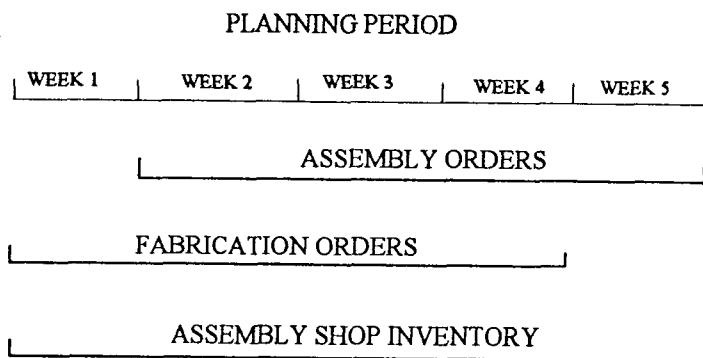 PLANNING PERIOD
WEEK 1 WEEK 2 WEEK 3 WEEK 4 WEEK 5
ASSEMBLY ORDERS
FABRICATION ORDERS
ASSEMBLY SHOP INVENTORY